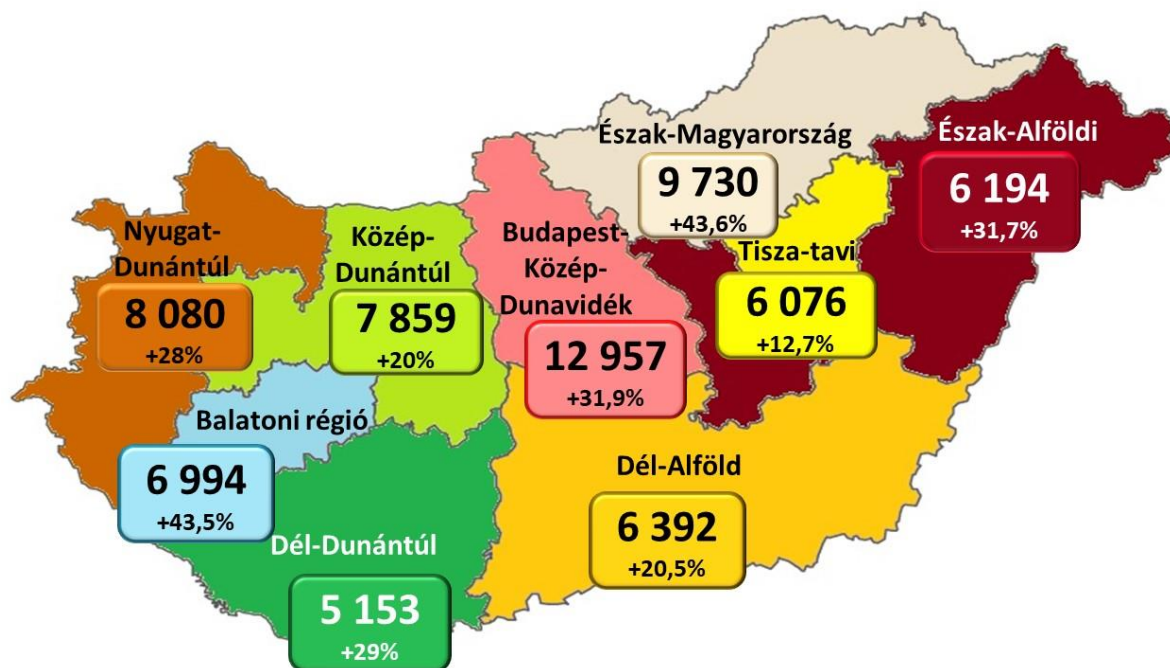 Észak-Magyarország
9 730
+43,6%
Észak-Alföldi
6 194
+31,7%
Nyugat-
Dunántúl
8 080
+28%
Közép-
Dunántúl
7 859
+20%
Budapest-
Közép-
Dunavidék
12 957
+31,9%
Tisza-tavi
6 076
+12,7%
Balatoni régió
6 994
+43,5%
Dél-Alföld
6 392
+20,5%
Dél-Dunántúl
5 153
+29%